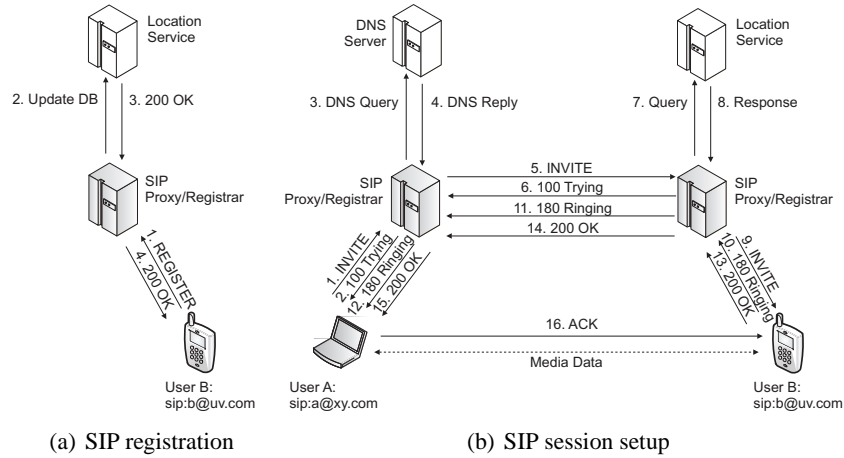 Location
Service
2. Update DB
3. 200 OK
SIP
Proxy/Registrar
1. REGISTER
4. 200 OK
User B:
sip:b@uv.com
(a) SIP registration
DNS
Server
Location
Service
3. DNS Query
4. DNS Reply
7. Query
8. Response
SIP
Proxy/Registrar
5. INVITE
6. 100 Trying
11. 180 Ringing
14. 200 OK
SIP
Proxy/Registrar
1. INVITE
2. 100 Trying
12. 180 Ringing
15. 200 OK
9. INVITE
10. 180 Ringing
13. 200 OK
16. ACK
Media Data
User A:
sip:a@xy.com
User B:
sip:b@uv.com
(b) SIP session setup